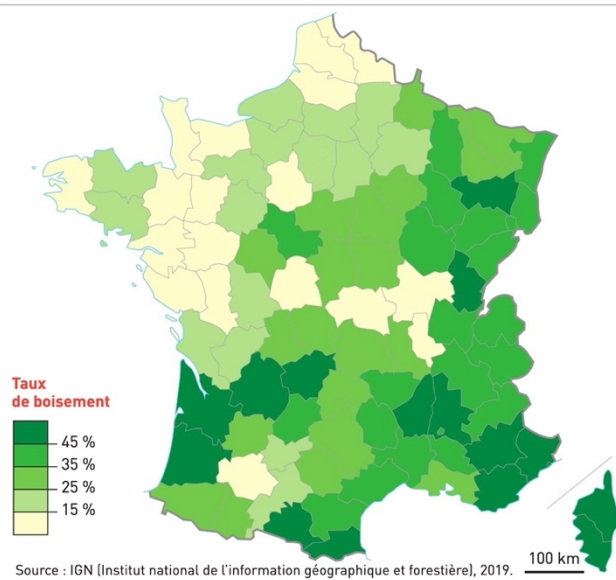 Taux
de boisement
45 %
35 %
25 %
15 %
100 km
Source : IGN (Institut national de l'information géographique et forestière), 2019.